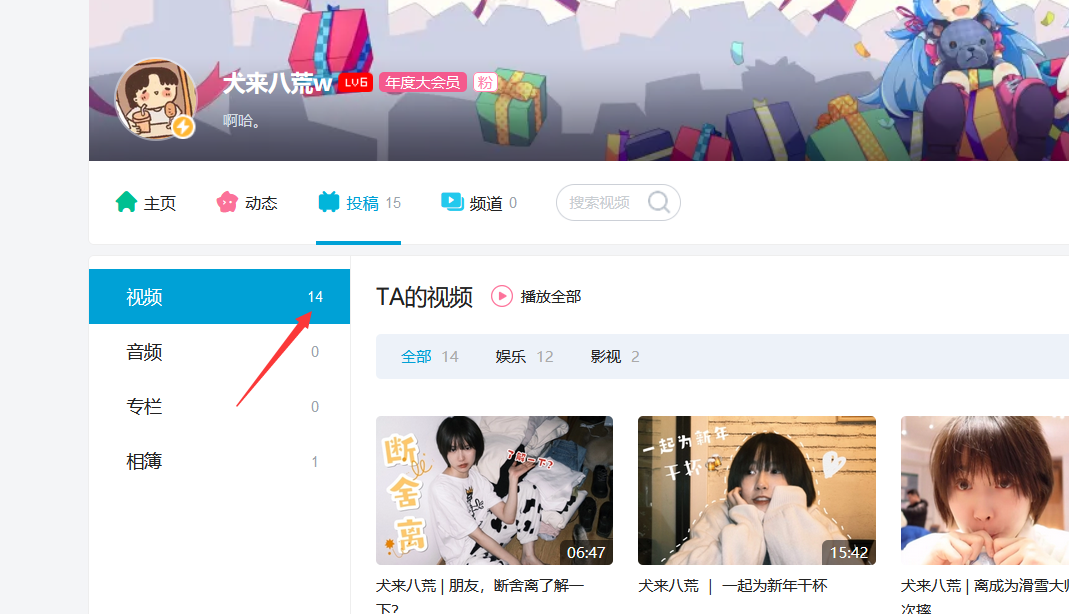 犬来八荒w LV6 年度大会员 粉
啊哈。
主页 动态 投稿 15 频道 0 搜索视频
视频 14
音频 0
专栏 0
相簿 1
TA的视频 播放全部
全部 14 娱乐 12 影视 2
断舍离
了解一下?
06:47
一起为新年
干杯
15:42
犬来八荒 | 朋友，断舍离了解一
下?
犬来八荒 ｜ 一起为新年干杯
犬来八荒 | 离成为滑雪大师
次摔